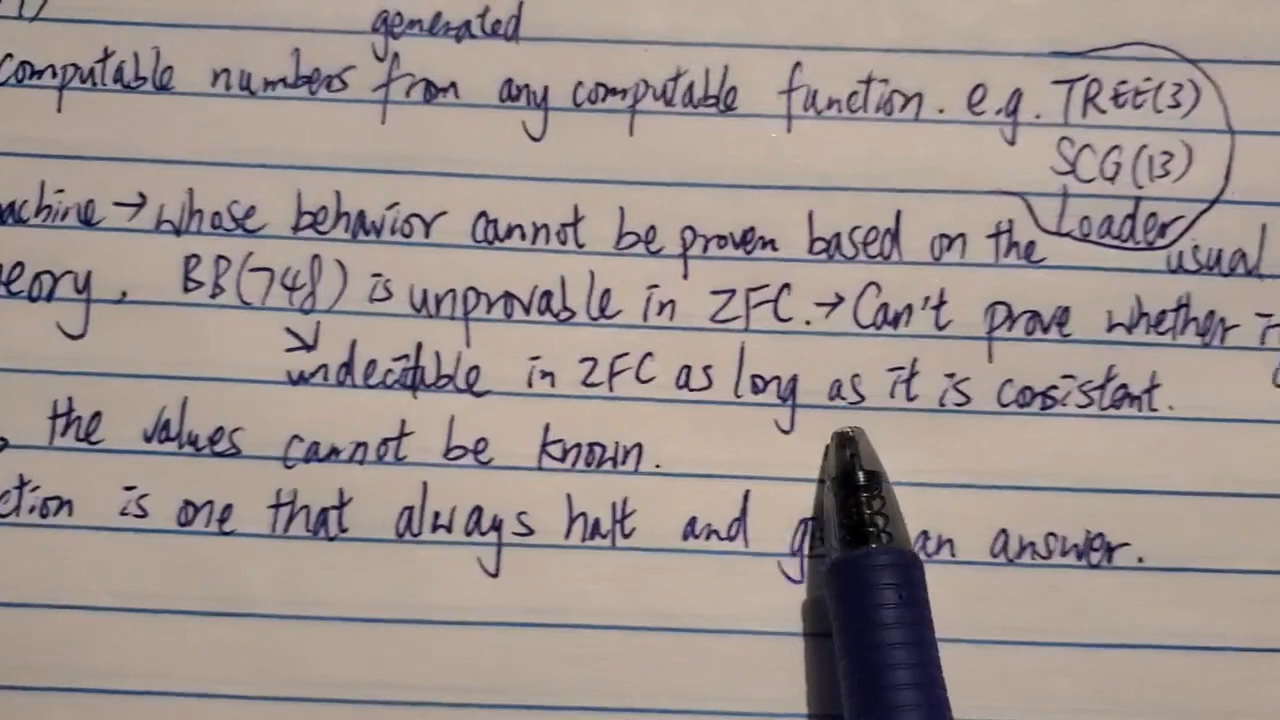 generated
computable numbers from any computable function. e.g. TREE(3)
SCG(13)
achine → whose behavior cannot be proven based on the usual
Loader
eory. BB(748) is unprovable in ZFC. → Can't prove whether
undecidable in ZFC as long as it is cosistent.
the values cannot be known.
ction is one that always halt and an answer.